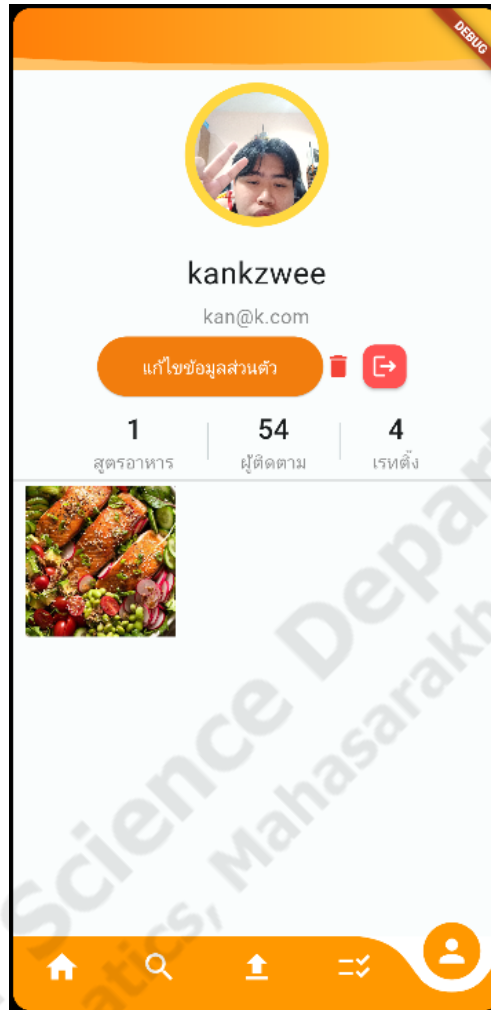 DEBUG
kankzwee
kan@k.com
แก้ไขข้อมูลส่วนตัว
1 54 4
สูตรอาหาร ผู้ติดตาม เรทติ้ง
Science Depar
atics, Mahasarakh